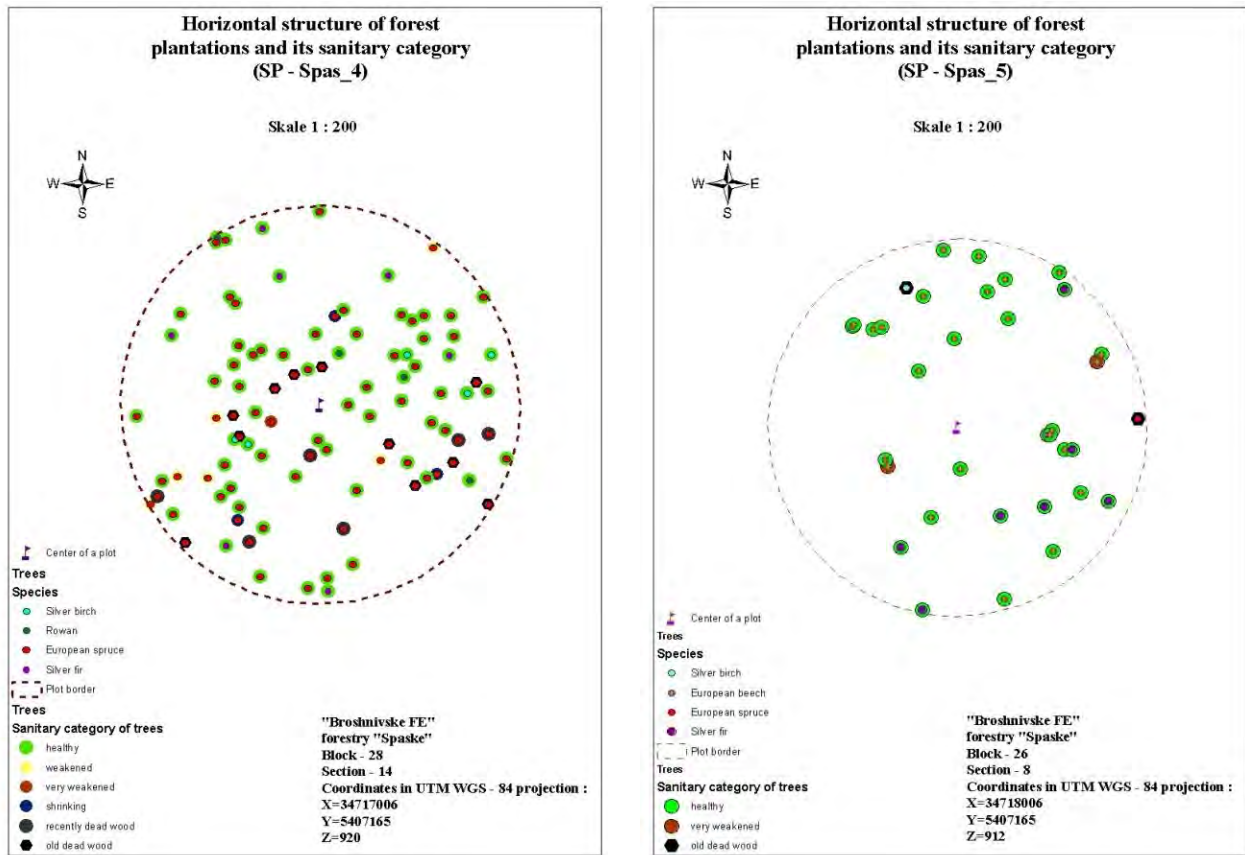 Horizontal structure of forest
plantations and its sanitary category
(SP - Spas_4)
Skale 1 : 200
N
W
E
S
Center of a plot
Trees
Species
Silver birch
Rowan
European spruce
Silver fir
Plot border
Trees
Sanitary category of trees
healthy
weakened
very weakened
shrinking
recently dead wood
old dead wood
"Broshnivske FE"
forestry "Spaske"
Block - 28
Section - 14
Coordinates in UTM WGS - 84 projection :
X=34717006
Y=5407165
Z=920
Horizontal structure of forest
plantations and its sanitary category
(SP - Spas_5)
Skale 1 : 200
N
W
E
S
Center of a plot
Trees
Species
Silver birch
European beech
European spruce
Silver fir
Plot border
Trees
Sanitary category of trees
healthy
very weakened
old dead wood
"Broshnivske FE"
forestry "Spaske"
Block - 26
Section - 8
Coordinates in UTM WGS - 84 projection :
X=34718006
Y=5407165
Z=912